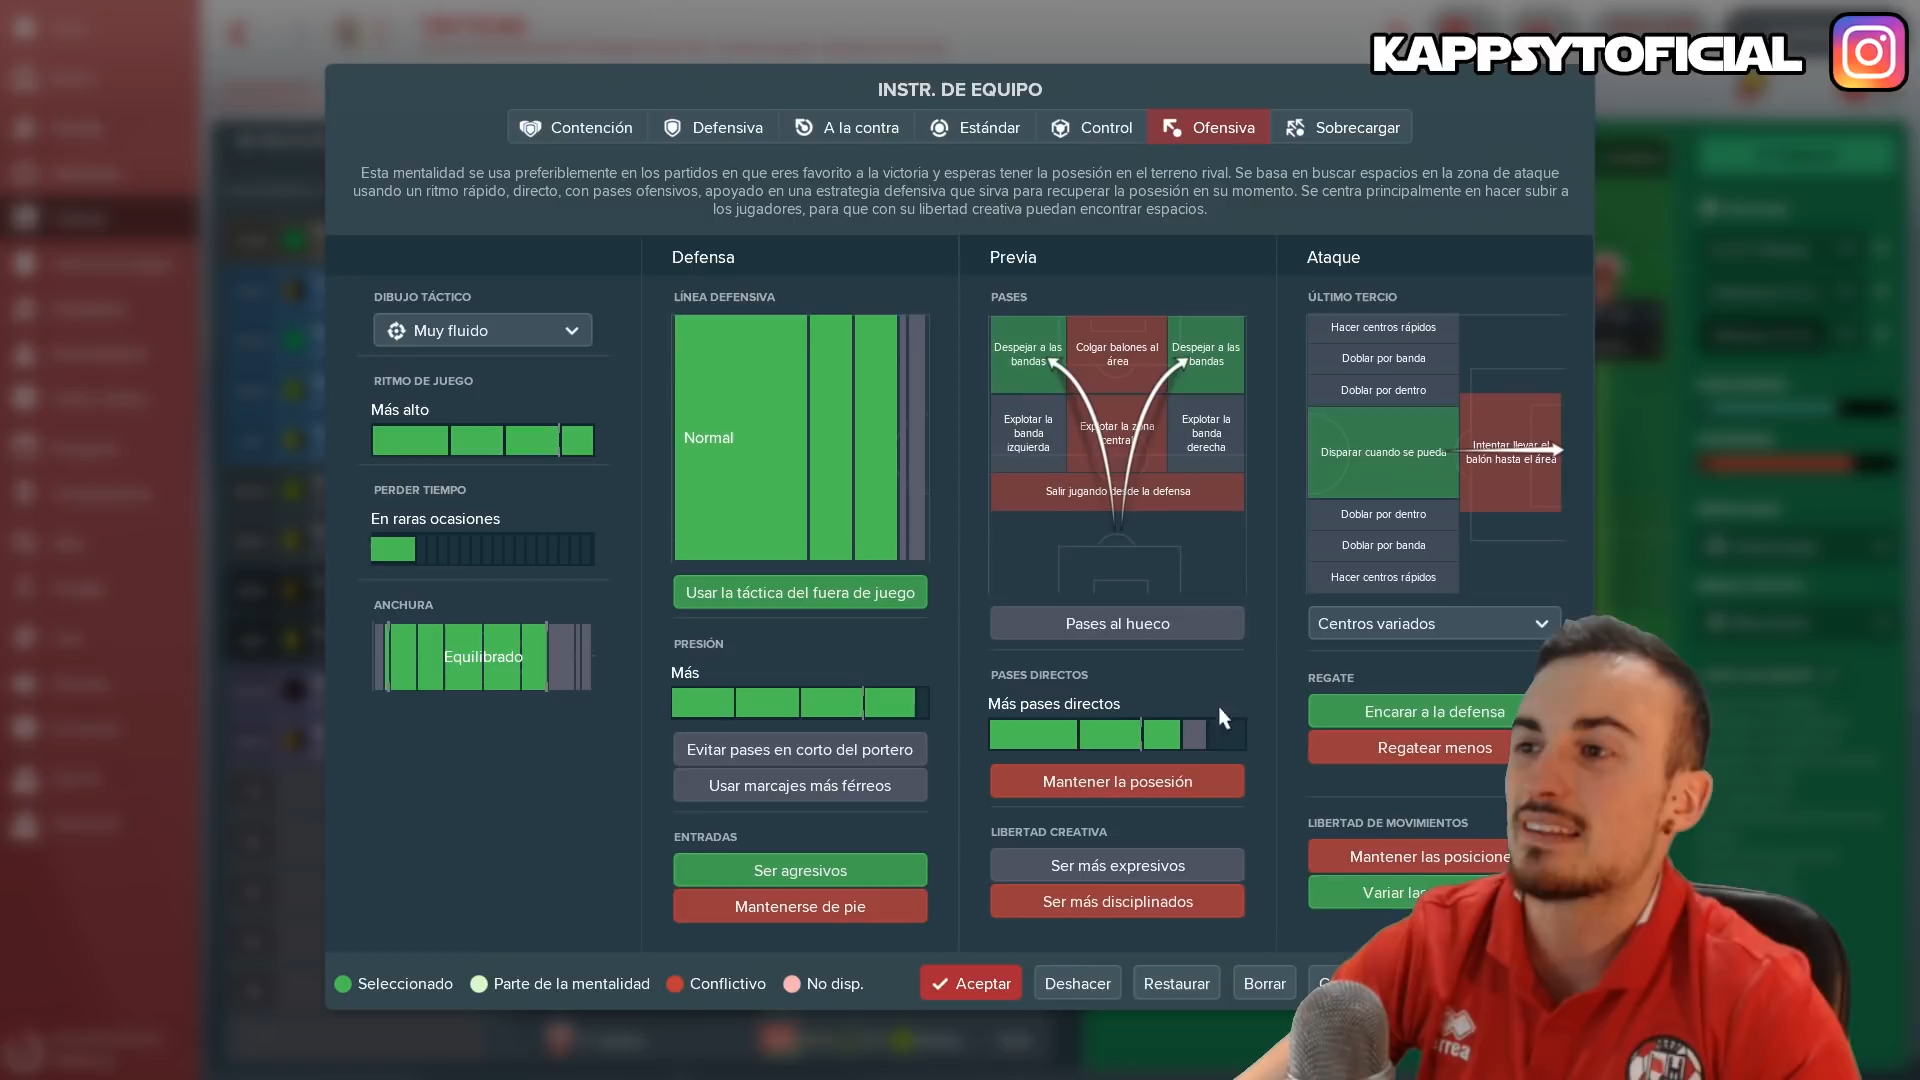 KAPPSYTOFICIAL
INSTR. DE EQUIPO
Contención
Defensiva
A la contra
Estándar
Control
Ofensiva
Sobrecargar
Esta mentalidad se usa preferiblemente en los partidos en que eres favorito a la victoria y esperas tener la posesión en el terreno rival. Se basa en buscar espacios en la zona de ataque
usando un ritmo rápido, directo, con pases ofensivos, apoyado en una estrategia defensiva que sirva para recuperar la posesión en su momento. Se centra principalmente en hacer subir a
los jugadores, para que con su libertad creativa puedan encontrar espacios.
DIBUJO TÁCTICO
Muy fluido
RITMO DE JUEGO
Más alto
PERDER TIEMPO
En raras ocasiones
ANCHURA
Equilibrado
Defensa
LÍNEA DEFENSIVA
Normal
Usar la táctica del fuera de juego
PRESIÓN
Más
Evitar pases en corto del portero
Usar marcajes más férreos
ENTRADAS
Ser agresivos
Mantenerse de pie
Previa
PASES
Despejar a las
bandas
Colgar balones al
área
Despejar a las
bandas
Explotar la
banda
izquierda
Explotar la zona
central
Explotar la
banda
derecha
Salir jugando desde la defensa
Pases al hueco
PASES DIRECTOS
Más pases directos
Mantener la posesión
LIBERTAD CREATIVA
Ser más expresivos
Ser más disciplinados
Ataque
ÚLTIMO TERCIO
Hacer centros rápidos
Doblar por banda
Doblar por dentro
Disparar cuando se pueda
Intentar llevar el
balón hasta el área
Doblar por dentro
Doblar por banda
Hacer centros rápidos
Centros variados
REGATE
Encarar a la defensa
Regatear menos
LIBERTAD DE MOVIMIENTOS
Mantener las posicione
Variar las
Seleccionado
Parte de la mentalidad
Conflictivo
No disp.
Aceptar
Deshacer
Restaurar
Borrar